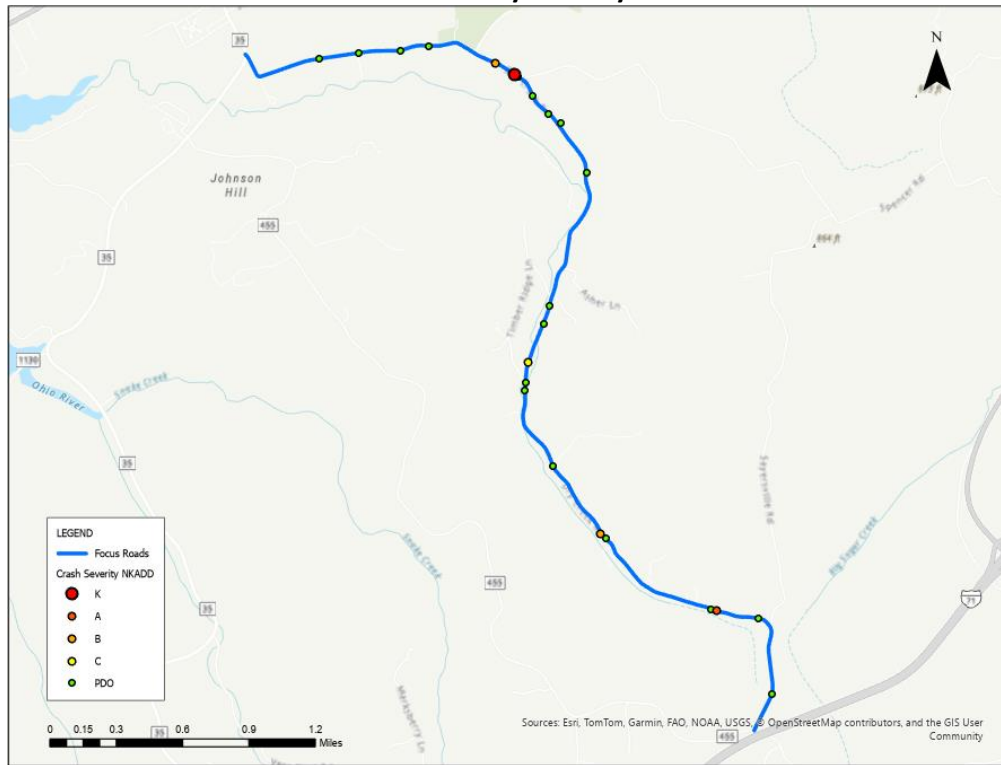 35
N
Johnson
Hill
455
Spencer Rd
864 ft
35
Timber Ridge Ln
Asher Ln
1130
Ohio River
35
Sayersville Rd
Big Sugar Creek
LEGEND
Focus Roads
Crash Severity NKADD
K
A
B
C
PDO
455
71
35
Marksberry Ln
0 0.15 0.3 0.6 0.9 1.2
Miles
35
455
Sources: Esri, TomTom, Garmin, FAO, NOAA, USGS, © OpenStreetMap contributors, and the GIS User
Community